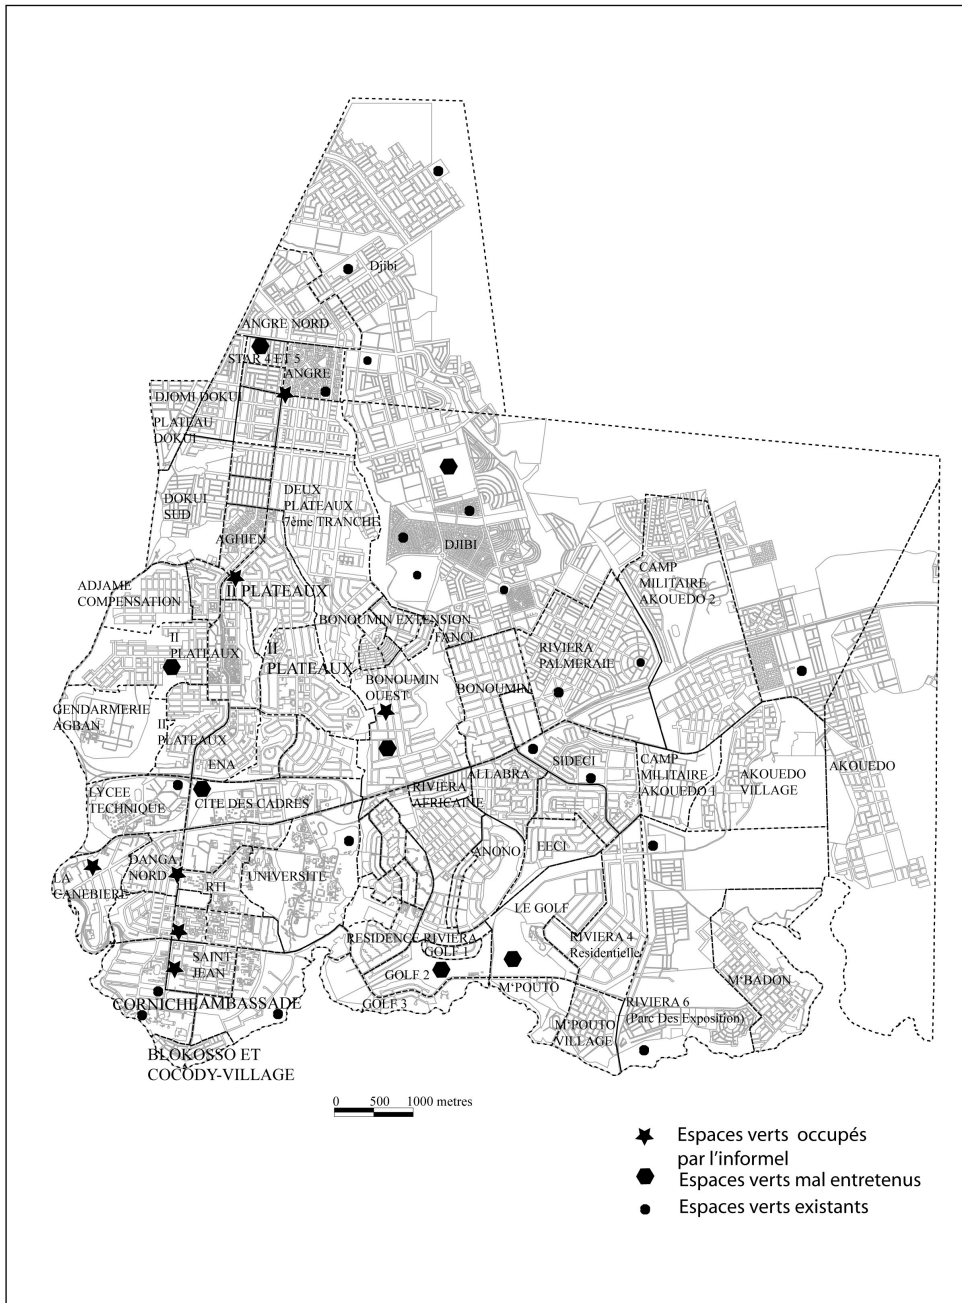 Djibi
ANGRE NORD
STAR 4 ET 5
ANGRE
DJOMI DOKUI
PLATEAU
DOKUI
DOKUI
SUD
DEUX
PLATEAUX
7ème TRANCHE
AGHIEN
DJIBI
CAMP
MILITAIRE
AKOUEDO 2
ADJAME
COMPENSATION
II PLATEAUX
BONOUMIN EXTENSION
FANCI
II
PLATEAUX
II
PLATEAUX
RIVIERA
PALMERAIE
BONOUMIN
OUEST
BONOUMIN
GENDARMERIE
AGBAN
II
PLATEAUX
ENA
SIDECI
CAMP
MILITAIRE
AKOUEDO 1
AKOUEDO
VILLAGE
AKOUEDO
ALLABRA
RIVIERA
AFRICAINE
LYCEE
TECHNIQUE
CITE DES CADRES
ANONO
EECI
DANGA
NORD
LA
CANEBIERE
RTI
UNIVERSITE
LE GOLF
RESIDENCE RIVIERA
GOLF 1
RIVIERA 4
Residentielle
SAINT
JEAN
GOLF 2
M'POUTO
M'BADON
CORNICHE
AMBASSADE
GOLF 3
RIVIERA 6
(Parc Des Exposition)
M'POUTO
VILLAGE
BLOKOSSO ET
COCODY-VILLAGE
0 500 1000 metres
Espaces verts occupés
par l'informel
Espaces verts mal entretenus
Espaces verts existants